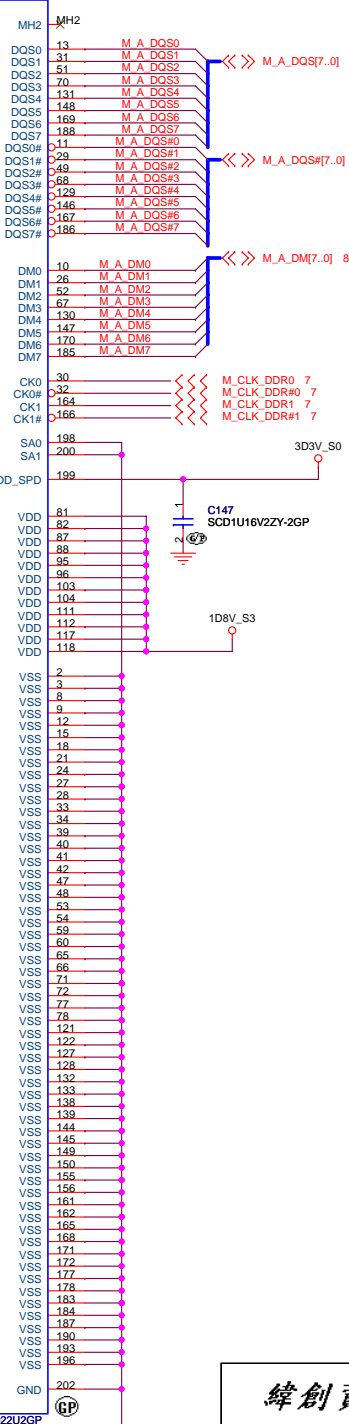 MH2 MH2
DQS0 13 M_A_DQS0
DQS1 31 M_A_DQS1
DQS2 51 M_A_DQS2
DQS3 70 M_A_DQS3
DQS4 131 M_A_DQS4
DQS5 148 M_A_DQS5
DQS6 169 M_A_DQS6
DQS7 188 M_A_DQS7
M_A_DQS[7..0]
DQS0# 11 M_A_DQS#0
DQS1# 29 M_A_DQS#1
DQS2# 49 M_A_DQS#2
DQS3# 68 M_A_DQS#3
DQS4# 129 M_A_DQS#4
DQS5# 146 M_A_DQS#5
DQS6# 167 M_A_DQS#6
DQS7# 186 M_A_DQS#7
M_A_DQS#[7..0]
DM0 10 M_A_DM0
DM1 26 M_A_DM1
DM2 52 M_A_DM2
DM3 67 M_A_DM3
DM4 130 M_A_DM4
DM5 147 M_A_DM5
DM6 170 M_A_DM6
DM7 185 M_A_DM7
M_A_DM[7..0] 8
CK0 30 M_CLK_DDR0 7
CK0# 32 M_CLK_DDR#0 7
CK1 164 M_CLK_DDR1 7
CK1# 166 M_CLK_DDR#1 7
SA0 198
SA1 200
3D3V_S0
DD_SPD 199
1
C147
SCD1U16V2ZY-2GP
2 GP
VDD 81
VDD 82
VDD 87
VDD 88
VDD 95
VDD 96
VDD 103
VDD 104
VDD 111
VDD 112
VDD 117
VDD 118
1D8V_S3
VSS 2
VSS 3
VSS 8
VSS 9
VSS 12
VSS 15
VSS 18
VSS 21
VSS 24
VSS 27
VSS 28
VSS 33
VSS 34
VSS 39
VSS 40
VSS 41
VSS 42
VSS 47
VSS 48
VSS 53
VSS 54
VSS 59
VSS 60
VSS 65
VSS 66
VSS 71
VSS 72
VSS 77
VSS 78
VSS 121
VSS 122
VSS 127
VSS 128
VSS 132
VSS 133
VSS 138
VSS 139
VSS 144
VSS 145
VSS 149
VSS 150
VSS 155
VSS 156
VSS 161
VSS 162
VSS 165
VSS 168
VSS 171
VSS 172
VSS 177
VSS 178
VSS 183
VSS 184
VSS 187
VSS 190
VSS 193
VSS 196
GND 202
GP
22U2GP
緯創